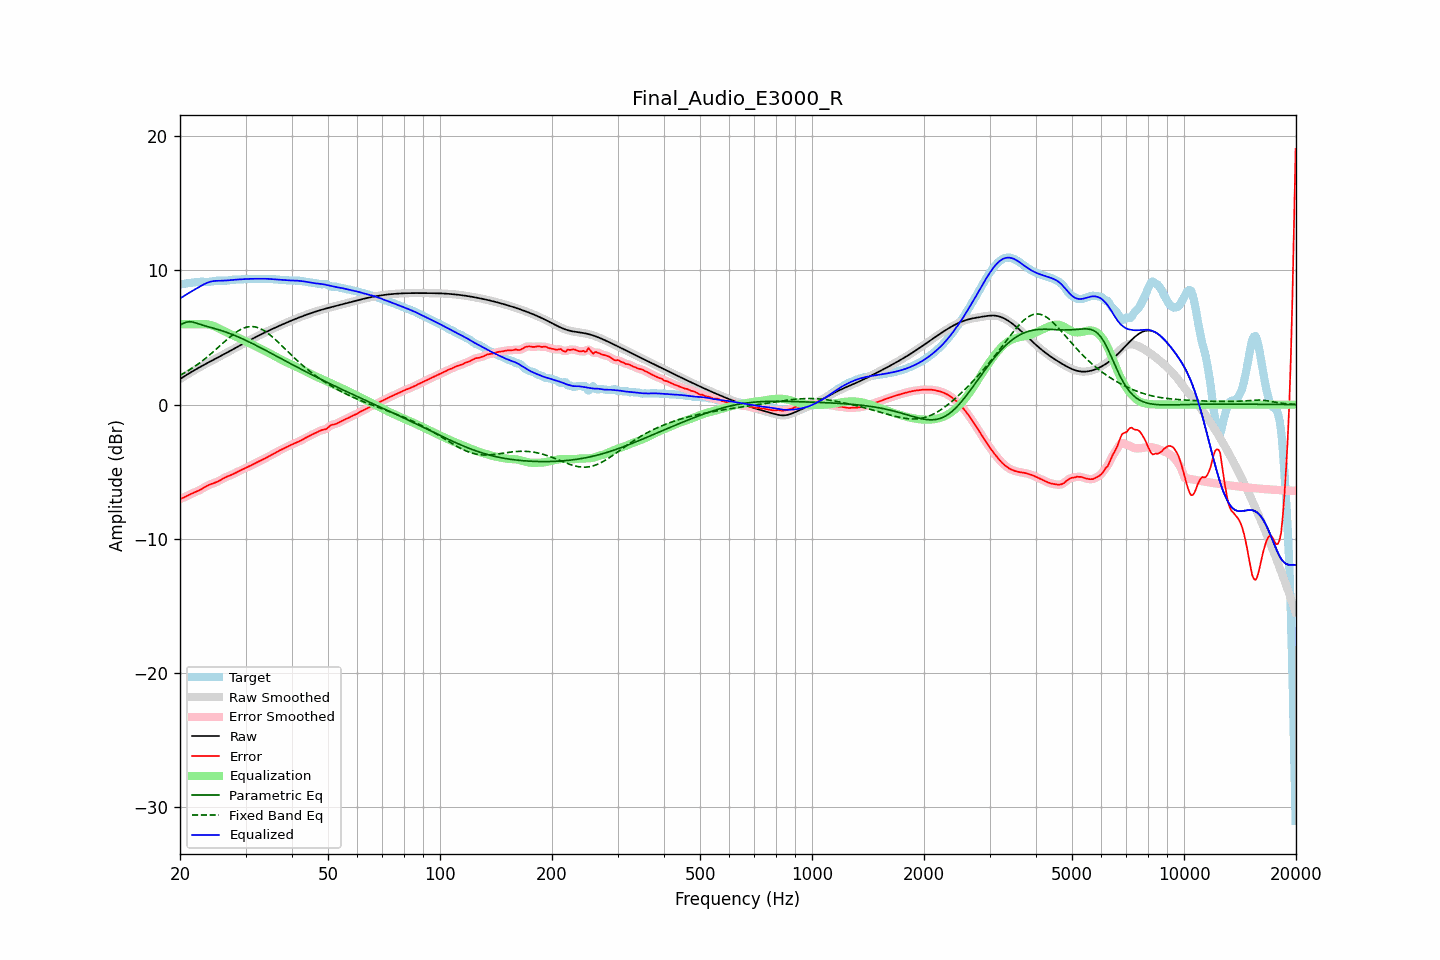 Final_Audio_E3000_R
Amplitude (dBr)
20
10
0
−10
−20
−30
Target
Raw Smoothed
Error Smoothed
Raw
Error
Equalization
Parametric Eq
Fixed Band Eq
Equalized
20 50 100 200 500 1000 2000 5000 10000 20000
Frequency (Hz)